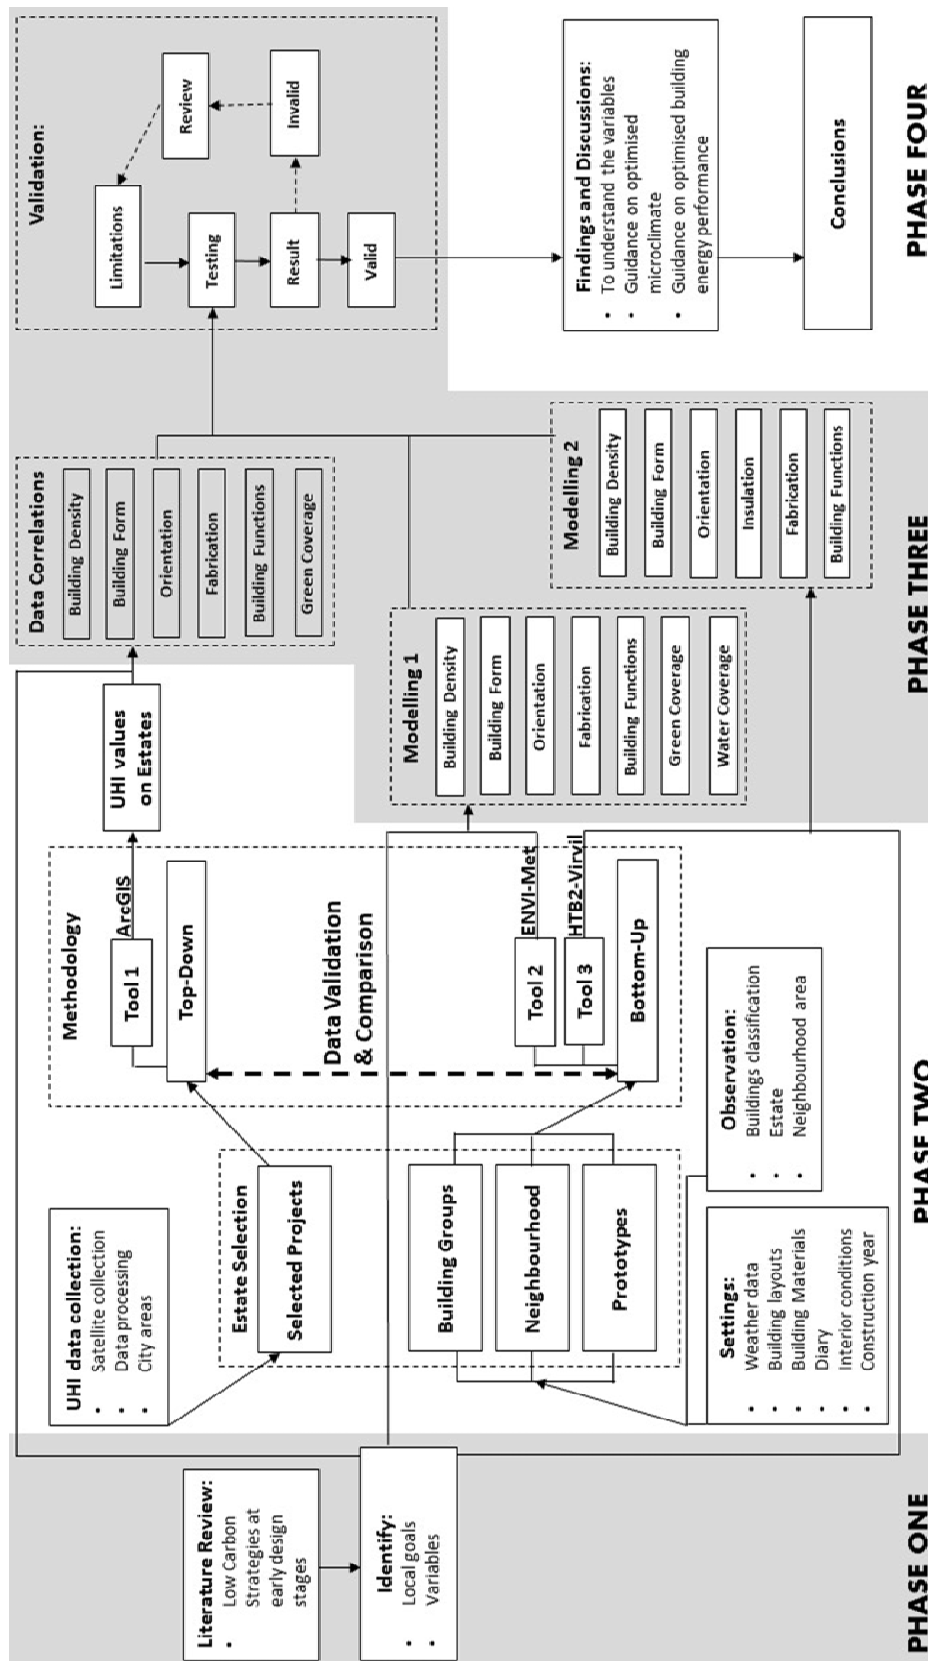 Literature Review:
• Low Carbon
Strategies at
early design
stages
Identify:
• Local goals
• Variables
PHASE ONE
UHI data collection:
• Satellite collection
• Data processing
• City areas
Estate Selection
Selected Projects
Building Groups
Neighbourhood
Prototypes
Settings:
• Weather data
• Building layouts
• Building Materials
• Diary
• Interior conditions
• Construction year
Observation:
• Buildings classification
• Estate
• Neighbourhood area
Methodology
Tool 1
ArcGIS
Top-Down
Data Validation
& Comparison
Tool 2
ENVI-Met
Tool 3
HTB2-Virvil
Bottom-Up
UHI values
on Estates
PHASE TWO
Data Correlations
Building Density
Building Form
Orientation
Fabrication
Building Functions
Green Coverage
Modelling 1
Building Density
Building Form
Orientation
Fabrication
Building Functions
Green Coverage
Water Coverage
Modelling 2
Building Density
Building Form
Orientation
Insulation
Fabrication
Building Functions
PHASE THREE
Validation:
Limitations
Review
Testing
Result
Invalid
Valid
Findings and Discussions:
• To understand the variables
• Guidance on optimised
microclimate
• Guidance on optimised building
energy performance
Conclusions
PHASE FOUR